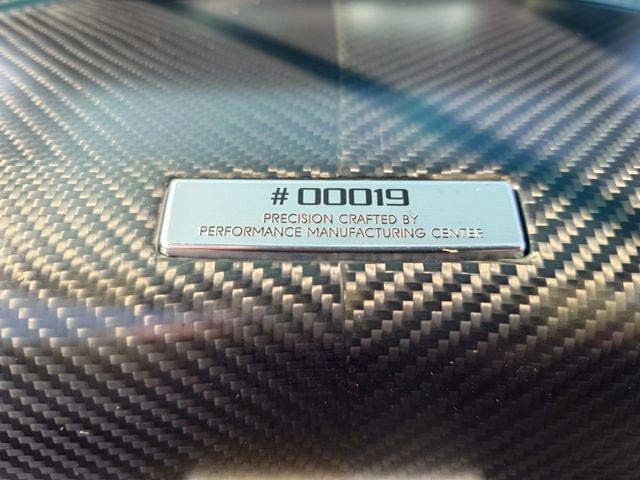 #00019
PRECISION CRAFTED BY
PERFORMANCE MANUFACTURING CENTER